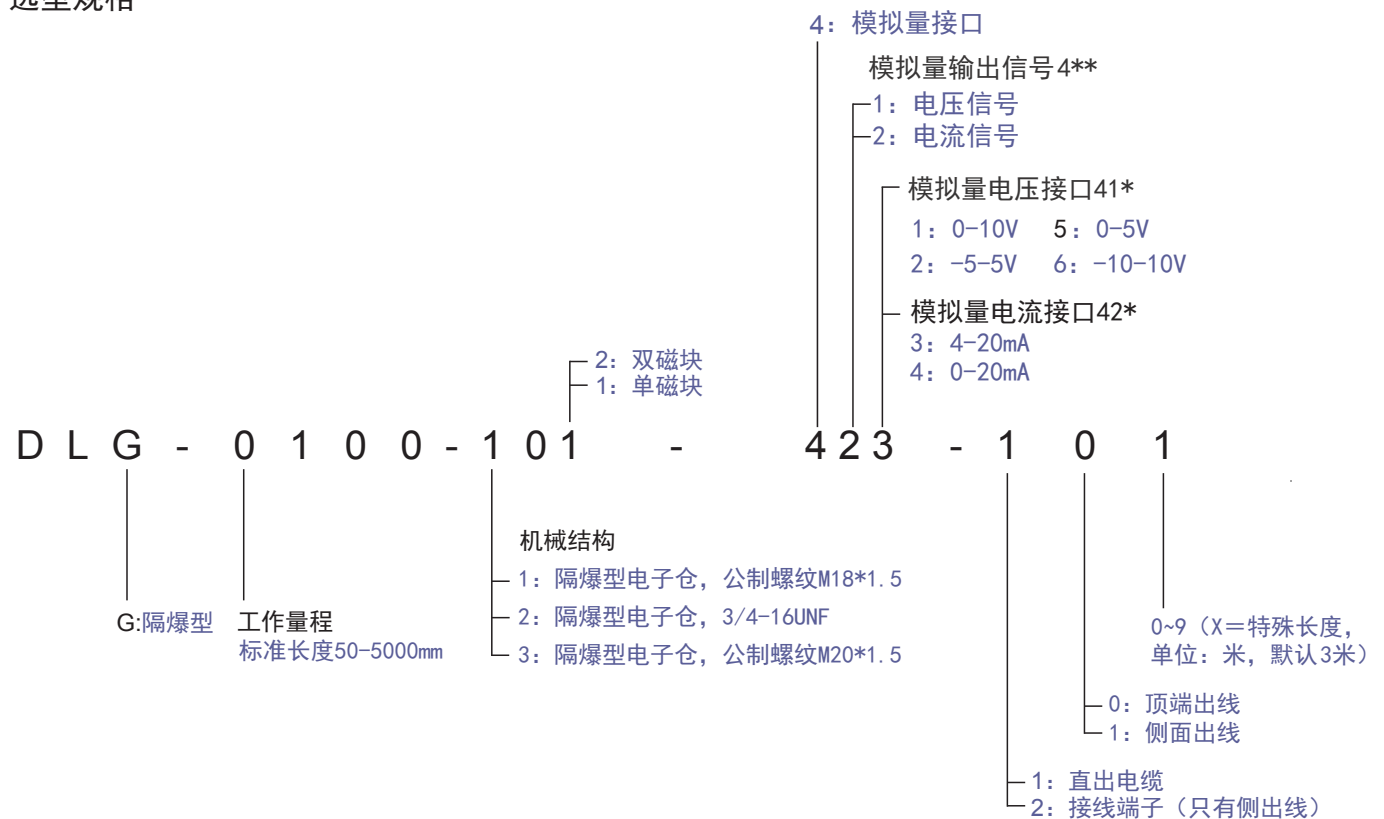 选型规格
4：模拟量接口
模拟量输出信号4**
1：电压信号
2：电流信号
模拟量电压接口41*
1：0-10V 5：0-5V
2：-5-5V 6：-10-10V
模拟量电流接口42*
3：4-20mA
4：0-20mA
2：双磁块
1：单磁块
D L G - 0 1 0 0 - 1 0 1 - 4 2 3 - 1 0 1
机械结构
1：隔爆型电子仓，公制螺纹M18*1.5
2：隔爆型电子仓，3/4-16UNF
3：隔爆型电子仓，公制螺纹M20*1.5
G:隔爆型
工作量程
标准长度50-5000mm
0~9（X＝特殊长度，
单位：米，默认3米）
0：顶端出线
1：侧面出线
1：直出电缆
2：接线端子（只有侧出线）